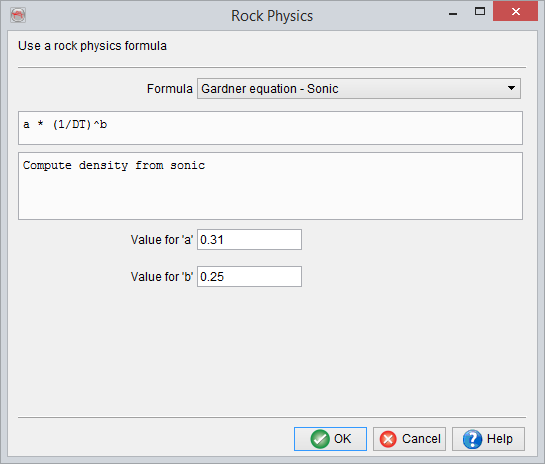 Rock Physics
Use a rock physics formula
Formula Gardner equation - Sonic
a * (1/DT)^b
Compute density from sonic
Value for 'a' 0.31
Value for 'b' 0.25
OK Cancel Help